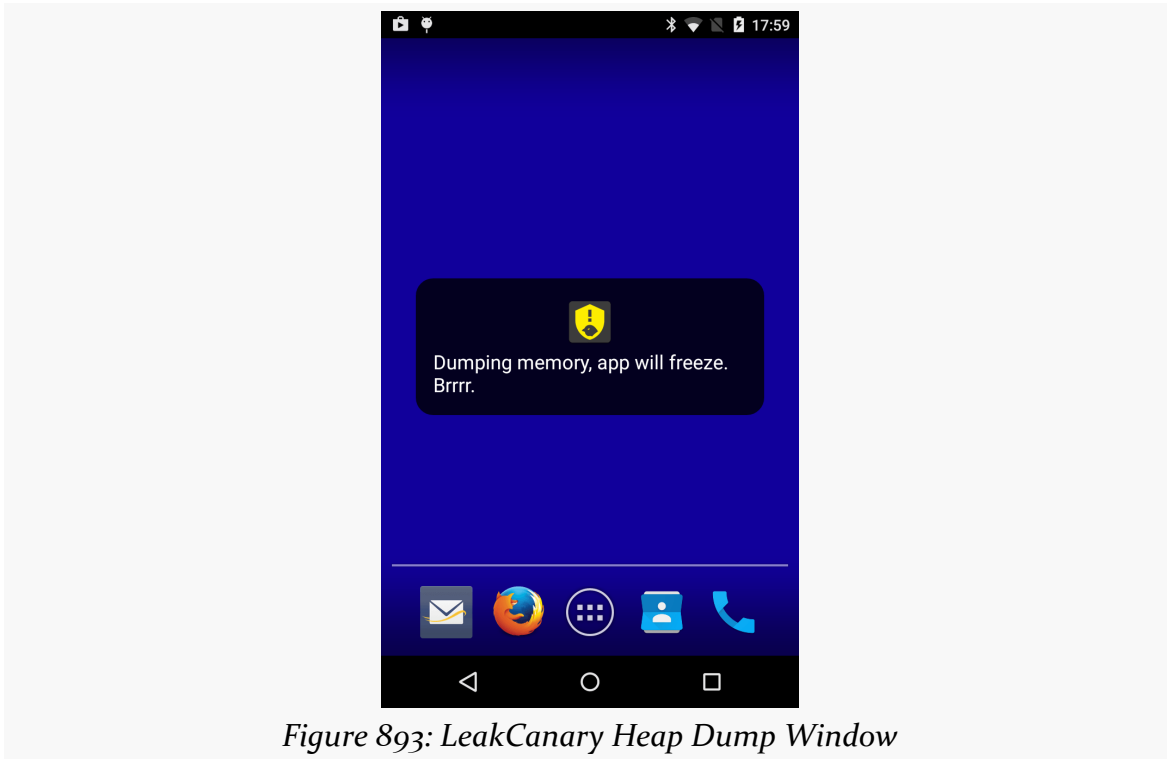 17:59
Dumping memory, app will freeze.
Brrrr.
Figure 893: LeakCanary Heap Dump Window